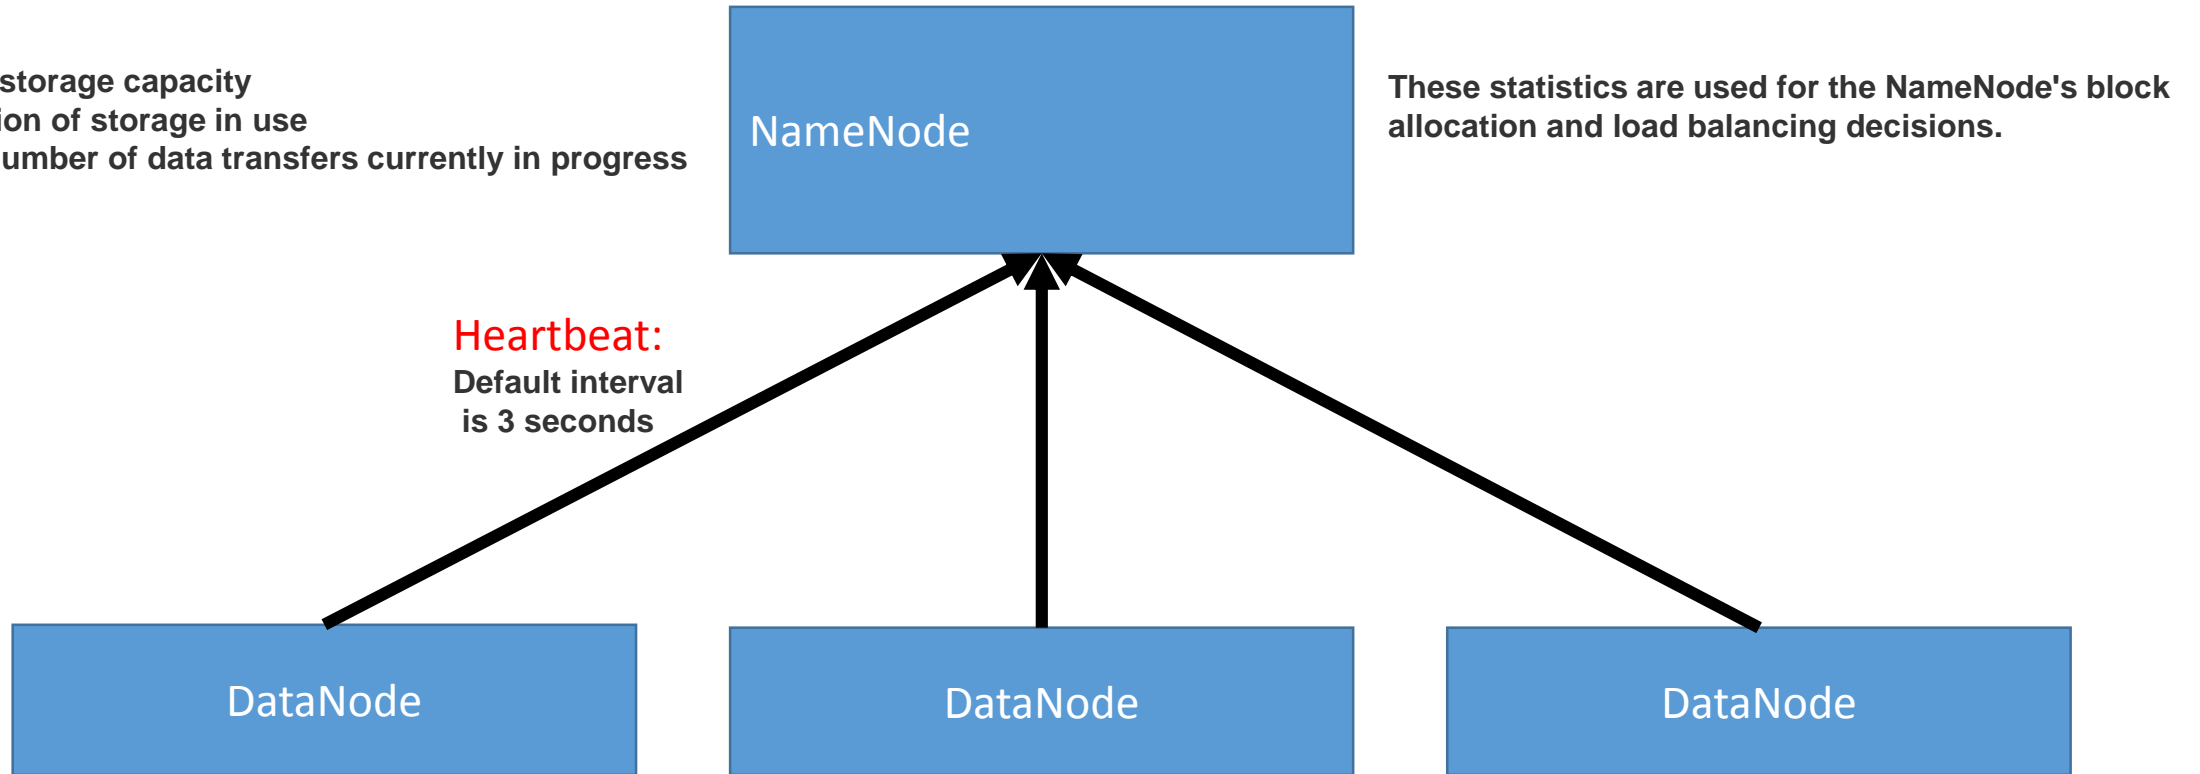 storage capacity
ion of storage in use
umber of data transfers currently in progress
NameNode
These statistics are used for the NameNode's block
allocation and load balancing decisions.
Heartbeat:
Default interval
is 3 seconds
DataNode
DataNode
DataNode